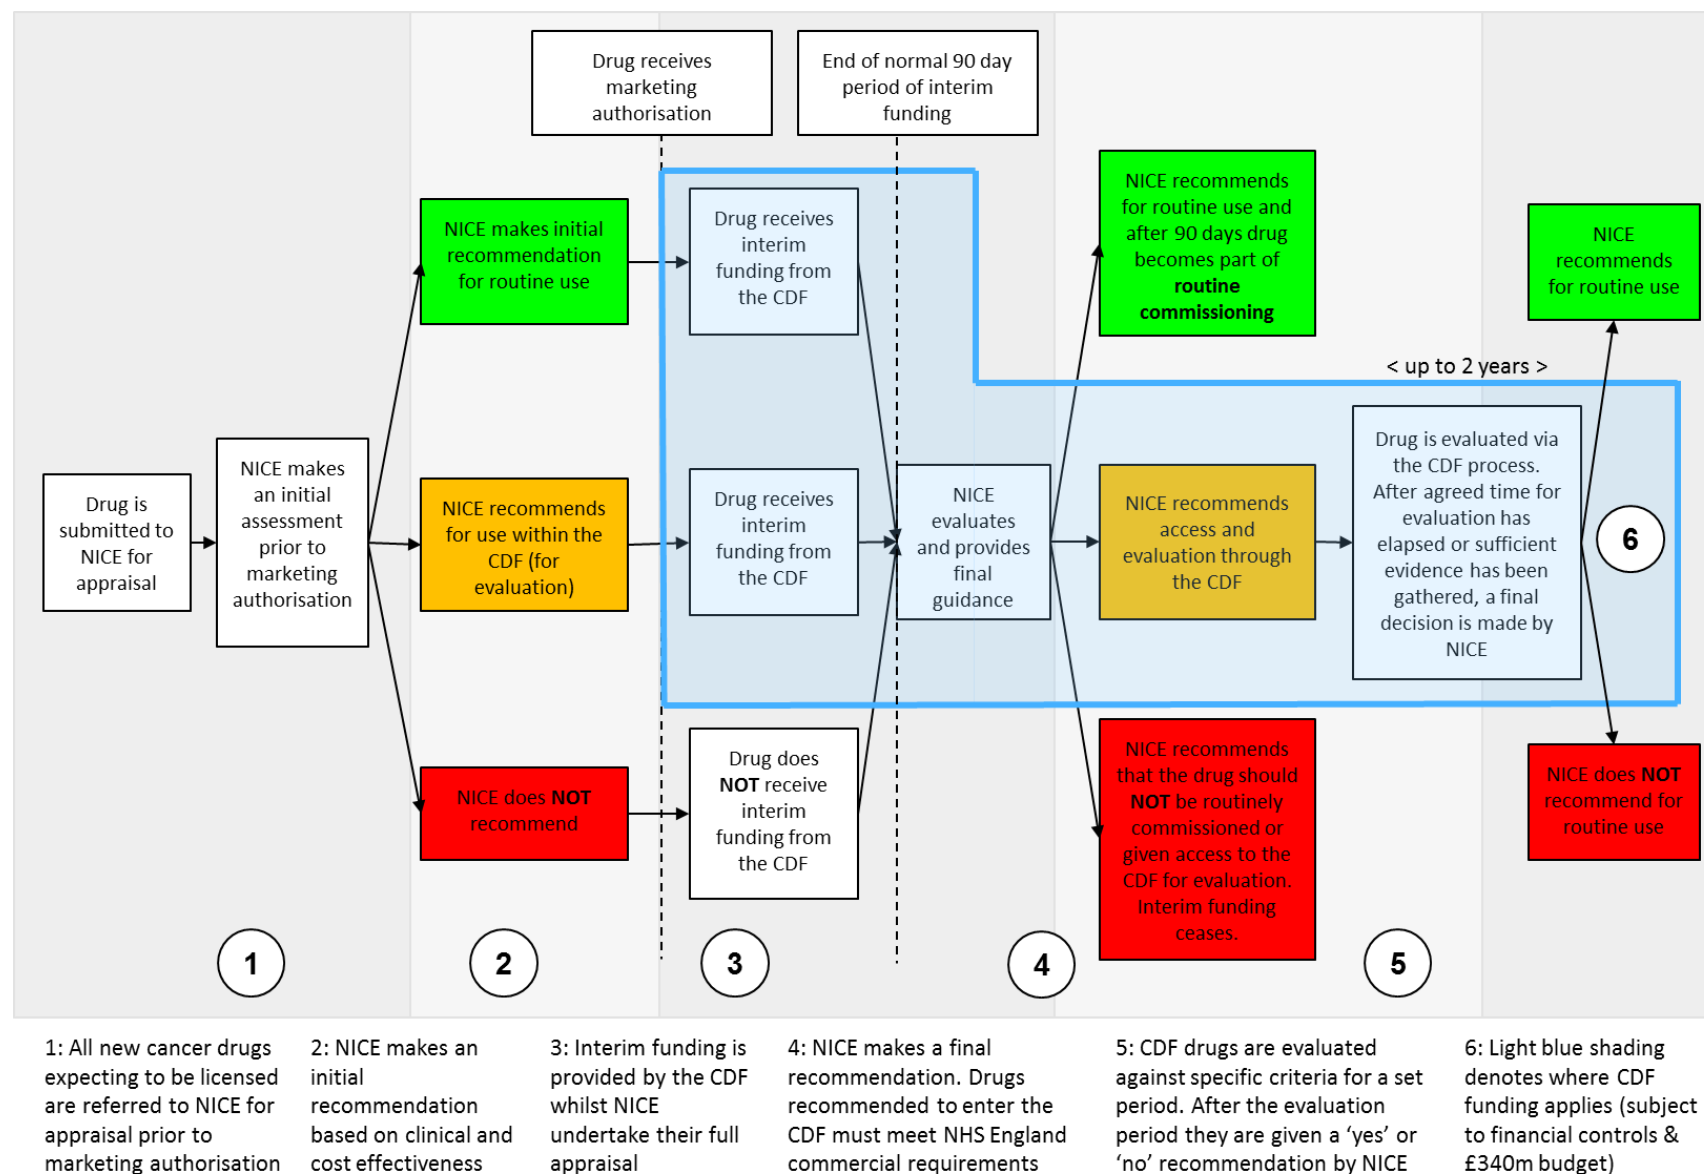 Drug receives
marketing
authorisation
End of normal 90 day
period of interim
funding
Drug is
submitted to
NICE for
appraisal
NICE makes
an initial
assessment
prior to
marketing
authorisation
NICE makes initial
recommendation
for routine use
NICE recommends
for use within the
CDF (for
evaluation)
NICE does NOT
recommend
Drug receives
interim
funding from
the CDF
Drug receives
interim
funding from
the CDF
Drug does
NOT receive
interim
funding from
the CDF
NICE
evaluates
and provides
final
guidance
NICE recommends
for routine use and
after 90 days drug
becomes part of
routine
commissioning
NICE recommends
access and
evaluation through
the CDF
NICE recommends
that the drug should
NOT be routinely
commissioned or
given access to the
CDF for evaluation.
Interim funding
ceases.
< up to 2 years >
Drug is evaluated via
the CDF process.
After agreed time for
evaluation has
elapsed or sufficient
evidence has been
gathered, a final
decision is made by
NICE
NICE
recommends
for routine use
6
NICE does NOT
recommend for
routine use
1
2
3
4
5
1: All new cancer drugs
expecting to be licensed
are referred to NICE for
appraisal prior to
marketing authorisation
2: NICE makes an
initial
recommendation
based on clinical and
cost effectiveness
3: Interim funding is
provided by the CDF
whilst NICE
undertake their full
appraisal
4: NICE makes a final
recommendation. Drugs
recommended to enter the
CDF must meet NHS England
commercial requirements
5: CDF drugs are evaluated
against specific criteria for a set
period. After the evaluation
period they are given a ‘yes’ or
‘no’ recommendation by NICE
6: Light blue shading
denotes where CDF
funding applies (subject
to financial controls &
£340m budget)